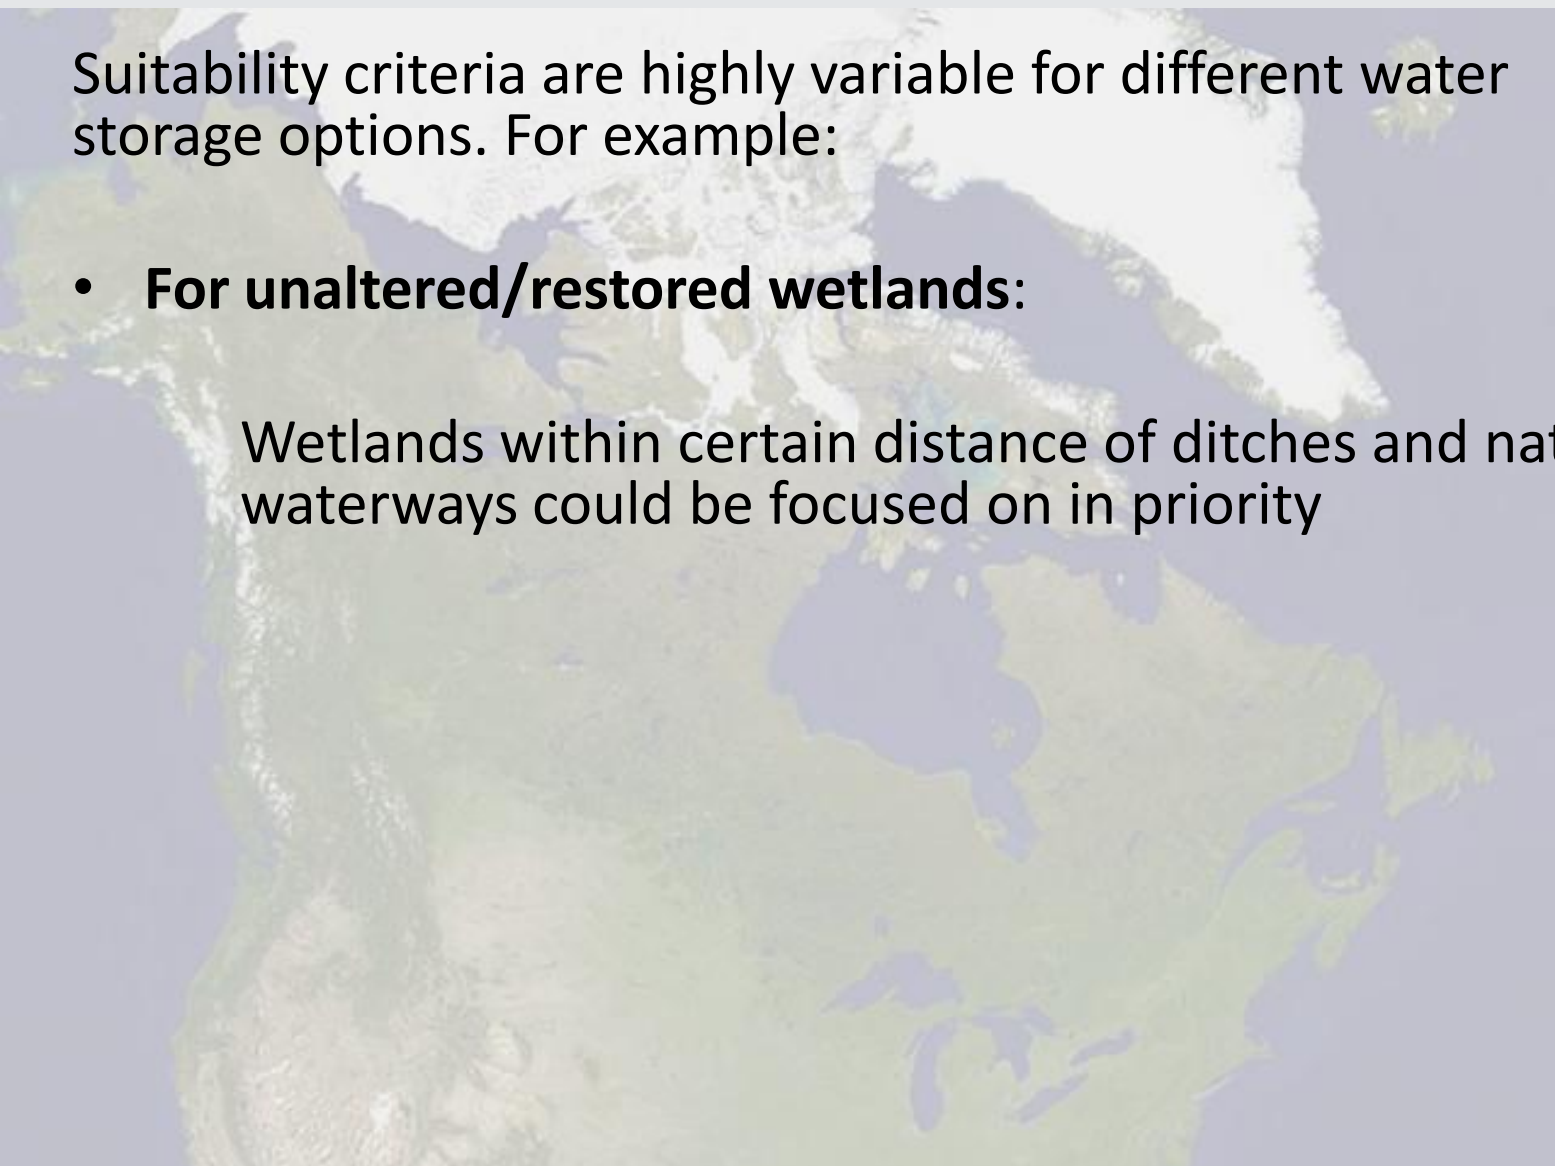 Suitability criteria are highly variable for different water
storage options. For example:
• For unaltered/restored wetlands:
Wetlands within certain distance of ditches and
waterways could be focused on in priority